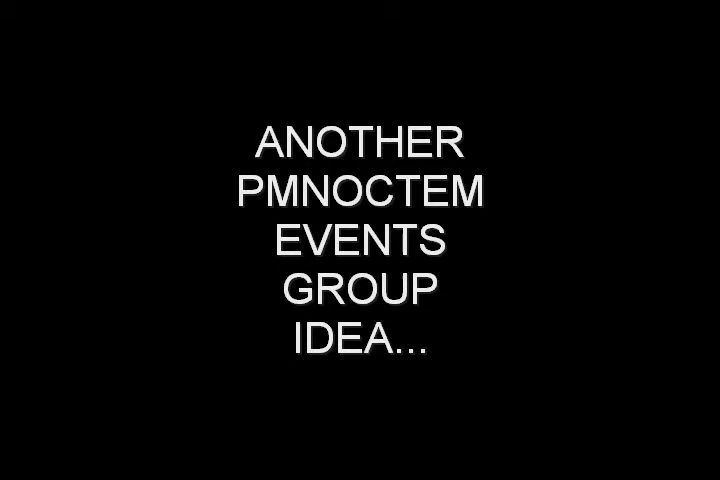 ANOTHER
PMNOCTEM
EVENTS
GROUP
IDEA...